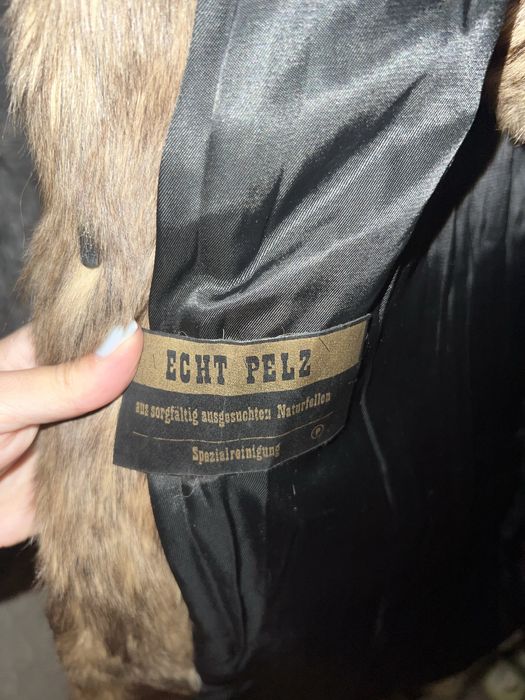 ECHT PELZ
aus sorgfältig ausgesuchten Naturfellen
P
Spezialreinigung